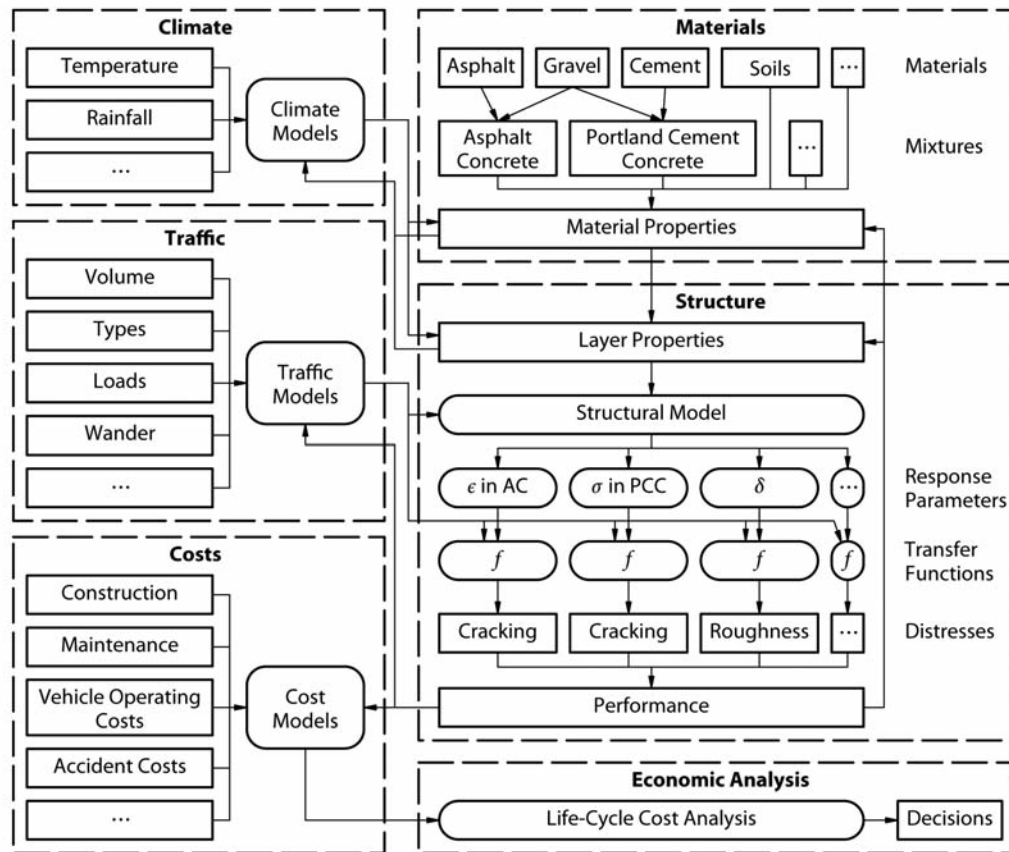 Climate
Temperature
Rainfall
...
Climate
Models
Traffic
Volume
Types
Loads
Wander
...
Traffic
Models
Costs
Construction
Maintenance
Vehicle Operating
Costs
Accident Costs
...
Cost
Models
Materials
Asphalt
Gravel
Cement
Soils
...
Materials
Asphalt
Concrete
Portland Cement
Concrete
...
Mixtures
Material Properties
Structure
Layer Properties
Structural Model
ϵ in AC
σ in PCC
δ
...
Response
Parameters
f
f
f
f
Transfer
Functions
Cracking
Cracking
Roughness
...
Distresses
Performance
Economic Analysis
Life-Cycle Cost Analysis
Decisions